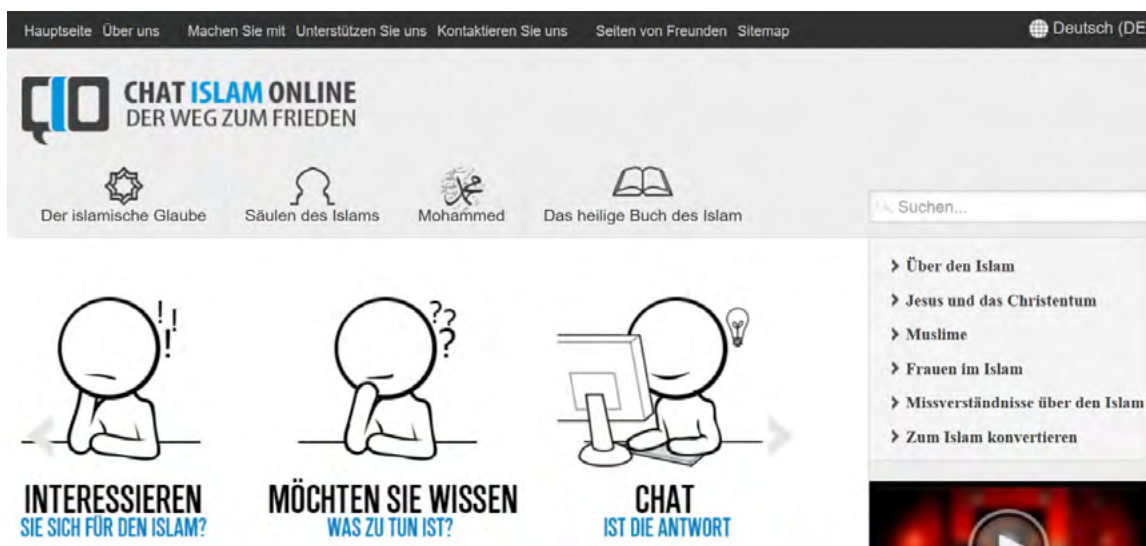 Hauptseite Über uns Machen Sie mit Unterstützen Sie uns Kontaktieren Sie uns Seiten von Freunden Sitemap Deutsch (DE
CHAT ISLAM ONLINE
DER WEG ZUM FRIEDEN
Der islamische Glaube Säulen des Islams Mohammed Das heilige Buch des Islam
Suchen...
Über den Islam
Jesus und das Christentum
Muslime
Frauen im Islam
Missverständnisse über den Islam
Zum Islam konvertieren
!!!
???
INTERESSIEREN
SIE SICH FÜR DEN ISLAM?
MÖCHTEN SIE WISSEN
WAS ZU TUN IST?
CHAT
IST DIE ANTWORT